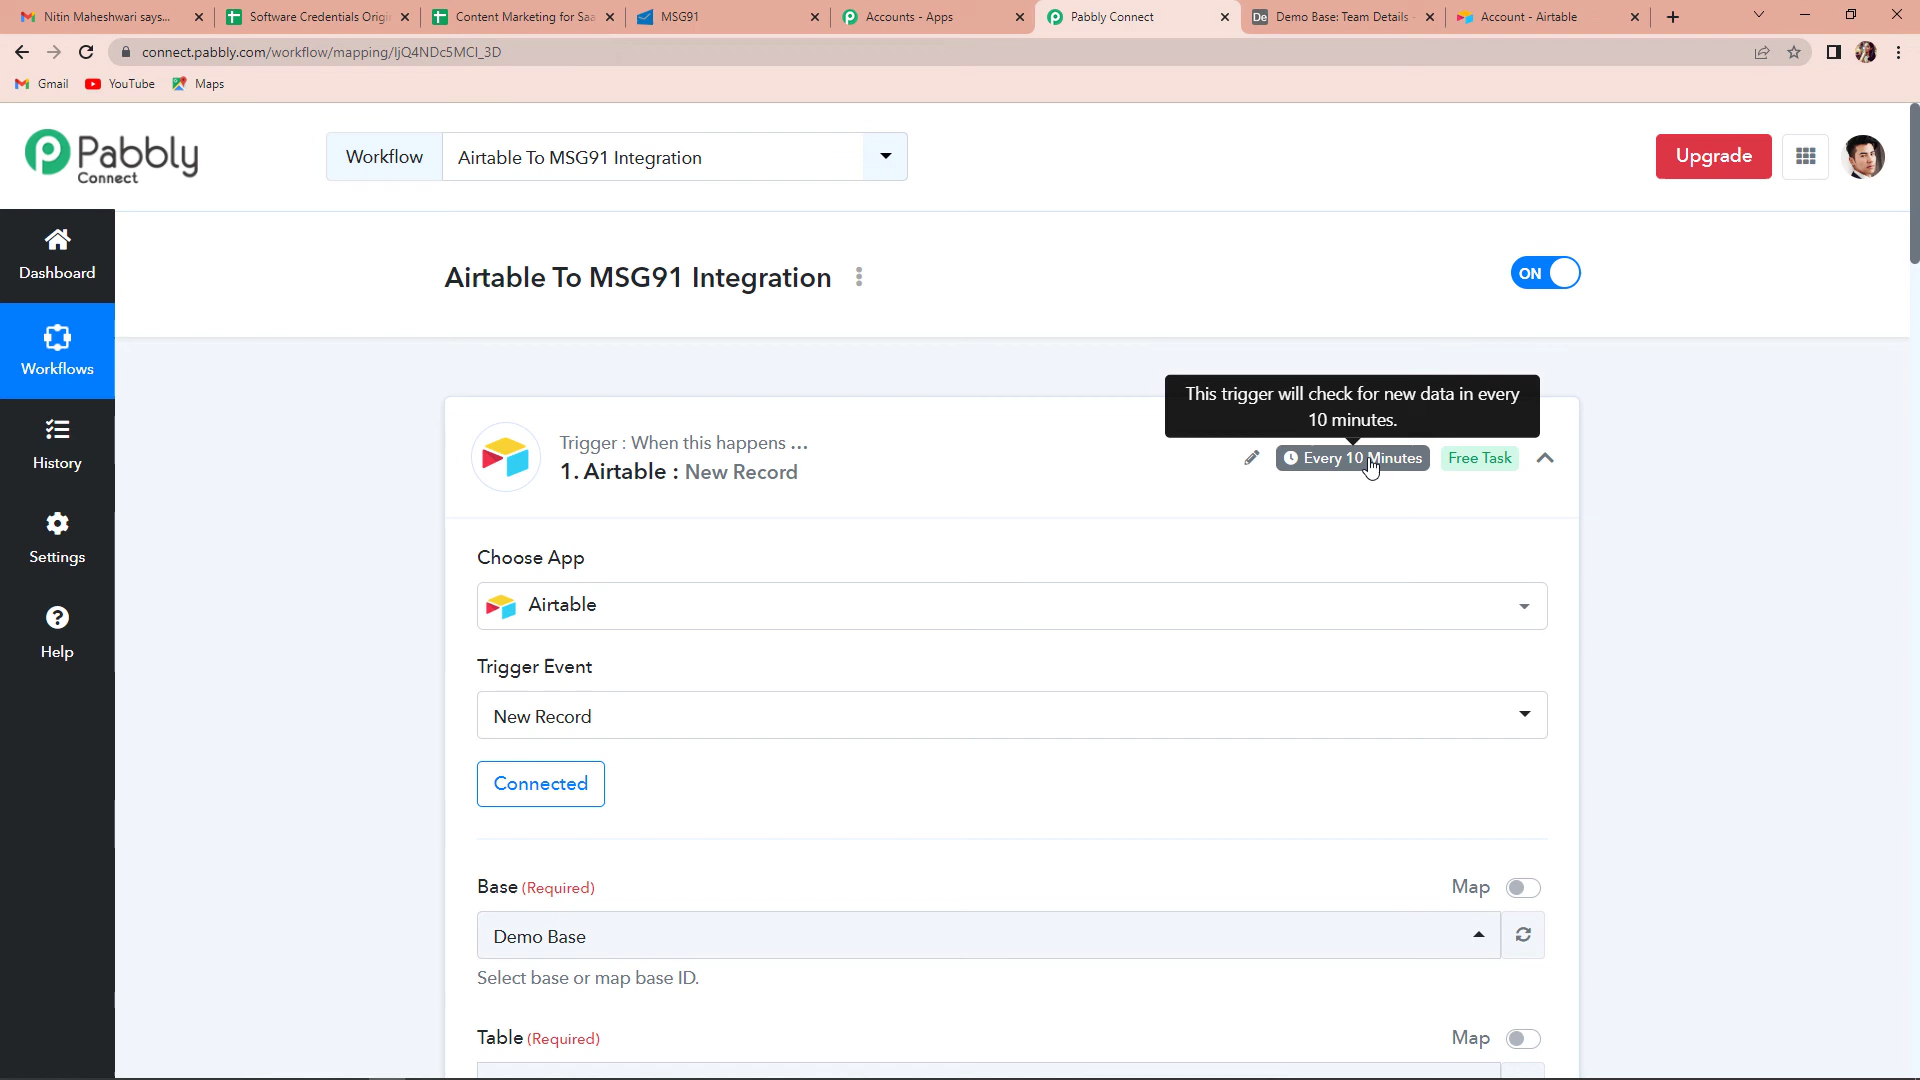 Nitin Maheshwari says...
Software Credentials Origi
Content Marketing for Saa
MSG91
Accounts - Apps
Pabbly Connect
Demo Base: Team Details -
Account - Airtable
connect.pabbly.com/workflow/mapping/IjQ4NDc5MCI_3D
Gmail
YouTube
Maps
Pabbly
Connect
Workflow
Airtable To MSG91 Integration
Upgrade
Dashboard
Workflows
History
Settings
Help
Airtable To MSG91 Integration
ON
This trigger will check for new data in every
10 minutes.
Trigger : When this happens ...
1. Airtable : New Record
Every 10 Minutes
Free Task
Choose App
Airtable
Trigger Event
New Record
Connected
Base (Required)
Map
Demo Base
Select base or map base ID.
Table (Required)
Map